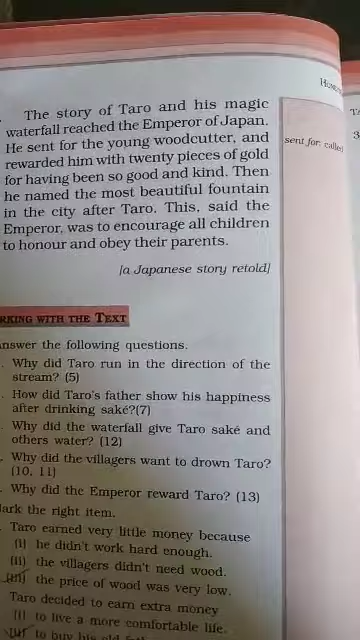 The story of Taro and his magic
waterfall reached the Emperor of Japan.
He sent for the young woodcutter, and
rewarded him with twenty pieces of gold
for having been so good and kind. Then
he named the most beautiful fountain
in the city after Taro. This, said the
Emperor, was to encourage all children
to honour and obey their parents.
[a Japanese story retold]
sent for: called
RKING WITH THE TEXT
nswer the following questions.
Why did Taro run in the direction of the
stream? (5)
How did Taro's father show his happiness
after drinking saké?(7)
Why did the waterfall give Taro saké and
others water? (12)
Why did the villagers want to drown Taro?
(10, 11)
Why did the Emperor reward Taro? (13)
ark the right item.
Taro earned very little money because
(i) he didn't work hard enough.
(ii) the villagers didn't need wood.
(iii) the price of wood was very low.
Taro decided to earn extra money
(i) to live a more comfortable life.
(ii) to buy his old